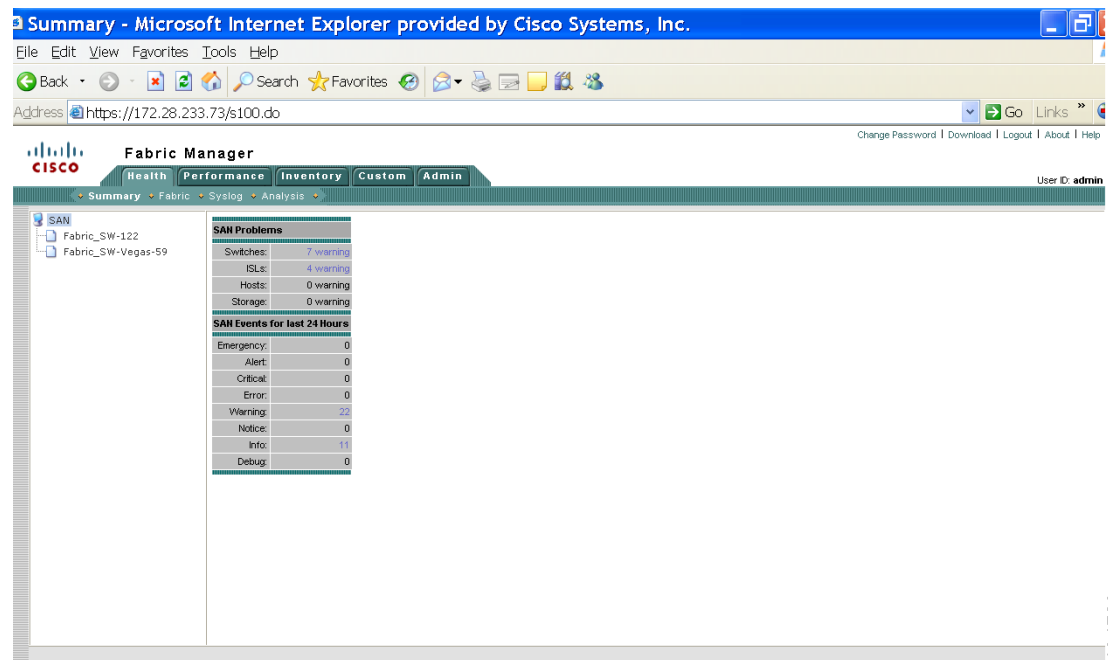 Summary - Microsoft Internet Explorer provided by Cisco Systems, Inc.
File Edit View Favorites Tools Help
Back Search Favorites
Address https://172.28.233.73/s100.do Go Links »
Change Password | Download | Logout | About | Help
CISCO Fabric Manager
Health Performance Inventory Custom Admin
User ID: admin
Summary Fabric Syslog Analysis
SAN
Fabric_SW-122
Fabric_SW-Vegas-59
SAN Problems
Switches: 7 warning
ISLs: 4 warning
Hosts: 0 warning
Storage: 0 warning
SAN Events for last 24 Hours
Emergency: 0
Alert: 0
Critical: 0
Error: 0
Warning: 22
Notice: 0
Info: 11
Debug: 0